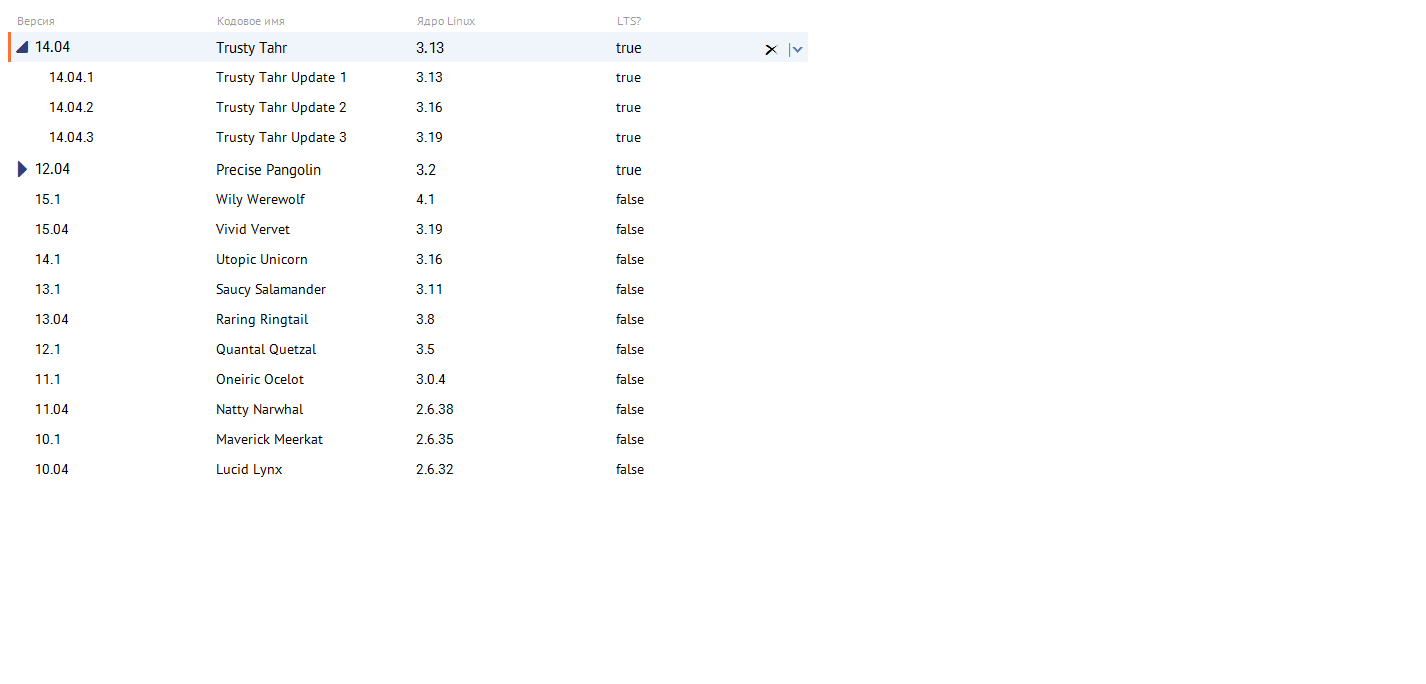 Версия Кодовое имя Ядро Linux LTS?
14.04 Trusty Tahr 3.13 true
14.04.1 Trusty Tahr Update 1 3.13 true
14.04.2 Trusty Tahr Update 2 3.16 true
14.04.3 Trusty Tahr Update 3 3.19 true
12.04 Precise Pangolin 3.2 true
15.1 Wily Werewolf 4.1 false
15.04 Vivid Vervet 3.19 false
14.1 Utopic Unicorn 3.16 false
13.1 Saucy Salamander 3.11 false
13.04 Raring Ringtail 3.8 false
12.1 Quantal Quetzal 3.5 false
11.1 Oneiric Ocelot 3.0.4 false
11.04 Natty Narwhal 2.6.38 false
10.1 Maverick Meerkat 2.6.35 false
10.04 Lucid Lynx 2.6.32 false